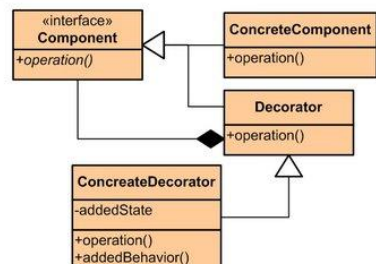 «interface»
Component
+operation()
ConcreteComponent
+operation()
Decorator
+operation()
ConcreateDecorator
-addedState
+operation()
+addedBehavior()